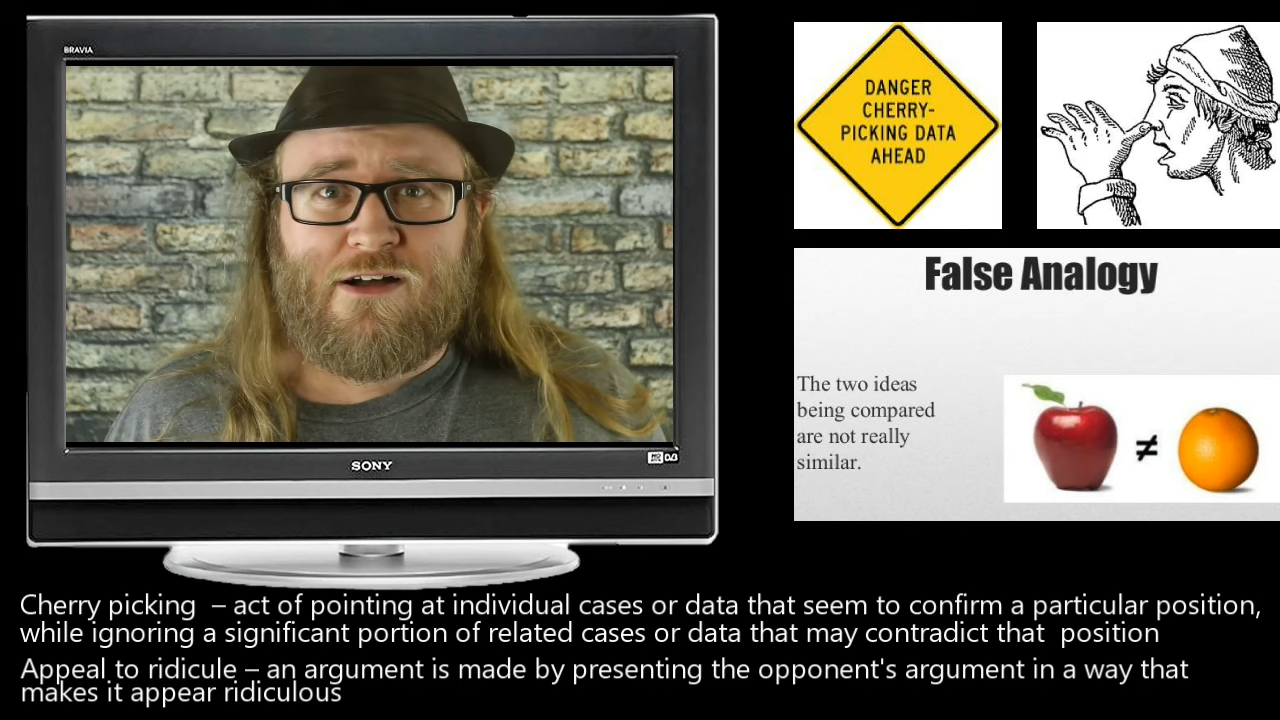 BRAVIA
SONY
DANGER
CHERRY-
PICKING DATA
AHEAD
False Analogy
The two ideas
being compared
are not really
similar.
≠
Cherry picking – act of pointing at individual cases or data that seem to confirm a particular position,
while ignoring a significant portion of related cases or data that may contradict that position
Appeal to ridicule – an argument is made by presenting the opponent's argument in a way that
makes it appear ridiculous